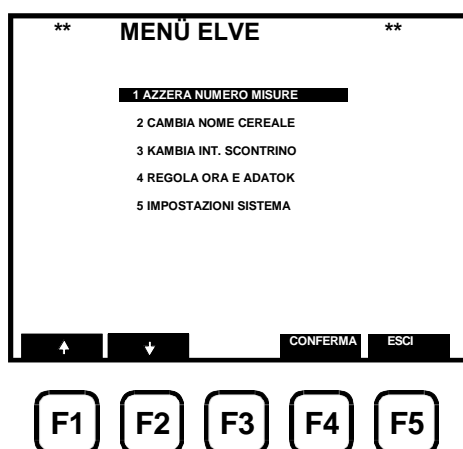 ** MENÜ ELVE **
1 AZZERA NUMERO MISURE
2 CAMBIA NOME CEREALE
3 KAMBIA INT. SCONTRINO
4 REGOLA ORA E ADATOK
5 IMPOSTAZIONI SISTEMA
CONFERMA ESCI
F1 F2 F3 F4 F5